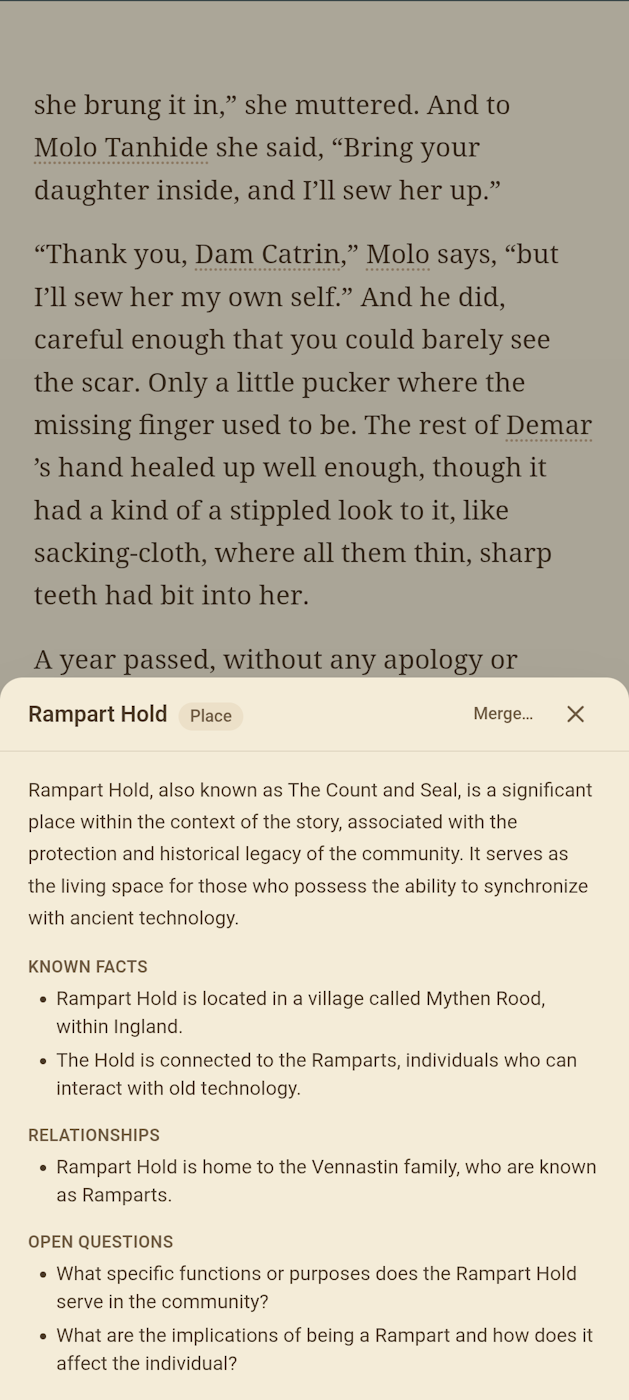 she brung it in,” she muttered. And to
Molo Tanhide she said, “Bring your
daughter inside, and I’ll sew her up.”
“Thank you, Dam Catrin,” Molo says, “but
I’ll sew her my own self.” And he did,
careful enough that you could barely see
the scar. Only a little pucker where the
missing finger used to be. The rest of Demar
’s hand healed up well enough, though it
had a kind of a stippled look to it, like
sacking-cloth, where all them thin, sharp
teeth had bit into her.
A year passed, without any apology or
Rampart Hold Place Merge...
Rampart Hold, also known as The Count and Seal, is a significant
place within the context of the story, associated with the
protection and historical legacy of the community. It serves as
the living space for those who possess the ability to synchronize
with ancient technology.
KNOWN FACTS
• Rampart Hold is located in a village called Mythen Rood,
within Ingland.
• The Hold is connected to the Ramparts, individuals who can
interact with old technology.
RELATIONSHIPS
• Rampart Hold is home to the Vennastin family, who are known
as Ramparts.
OPEN QUESTIONS
• What specific functions or purposes does the Rampart Hold
serve in the community?
• What are the implications of being a Rampart and how does it
affect the individual?